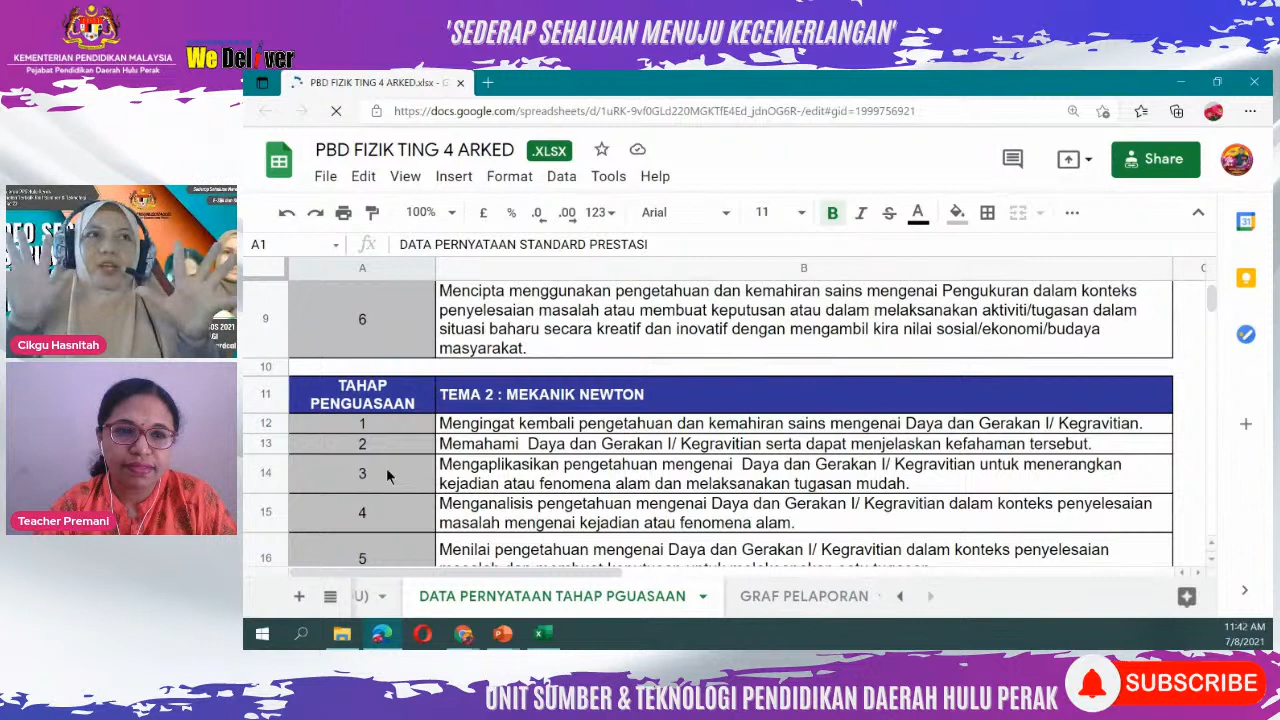 'SEDERAP SEHALUAN MENUJU KECEMERLANGAN'
KEMENTERIAN PENDIDIKAN MALAYSIA
Pejabat Pendidikan Daerah Hulu Perak
We Deliver
PBD FIZIK TING 4 ARKED.xlsx - G
https://docs.google.com/spreadsheets/d/1uRK-9vf0GLd220MGKTfE4Ed_jdnOG6R-/edit#gid=1999756921
PBD FIZIK TING 4 ARKED .XLSX
Share
File Edit View Insert Format Data Tools Help
100% £ % .0 .00 123 Arial 11 B I S A
A1 fx DATA PERNYATAAN STANDARD PRESTASI
A B C
9 6 Mencipta menggunakan pengetahuan dan kemahiran sains mengenai Pengukuran dalam konteks
penyelesaian masalah atau membuat keputusan atau dalam melaksanakan aktiviti/tugasan dalam
situasi baharu secara kreatif dan inovatif dengan mengambil kira nilai sosial/ekonomi/budaya
masyarakat.
10
11 TAHAP PENGUASAAN TEMA 2 : MEKANIK NEWTON
12 1 Mengingat kembali pengetahuan dan kemahiran sains mengenai Daya dan Gerakan I/ Kegravitian.
13 2 Memahami Daya dan Gerakan I/ Kegravitian serta dapat menjelaskan kefahaman tersebut.
14 3 Mengaplikasikan pengetahuan mengenai Daya dan Gerakan I/ Kegravitian untuk menerangkan
kejadian atau fenomena alam dan melaksanakan tugasan mudah.
15 4 Menganalisis pengetahuan mengenai Daya dan Gerakan I/ Kegravitian dalam konteks penyelesaian
masalah mengenai kejadian atau fenomena alam.
16 5 Menilai pengetahuan mengenai Daya dan Gerakan I/ Kegravitian dalam konteks penyelesaian
U) DATA PERNYATAAN TAHAP PGUASAAN GRAF PELAPORAN
11:42 AM
7/8/2021
Cikgu Hasnitah
Teacher Premani
UNIT SUMBER & TEKNOLOGI PENDIDIKAN DAERAH HULU PERAK
SUBSCRIBE